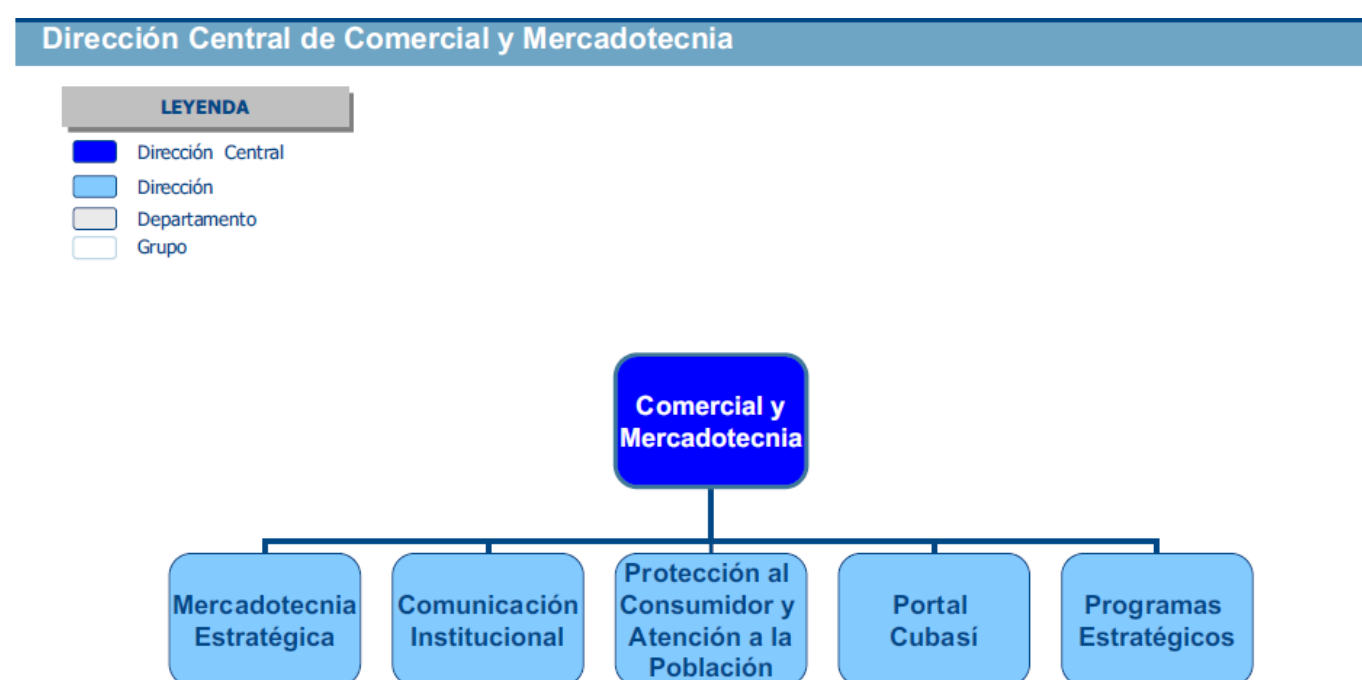 Dirección Central de Comercial y Mercadotecnia
LEYENDA
Dirección Central
Dirección
Departamento
Grupo
Comercial y
Mercadotecnia
Mercadotecnia
Estratégica
Comunicación
Institucional
Protección al
Consumidor y
Atención a la
Población
Portal
Cubasí
Programas
Estratégicos